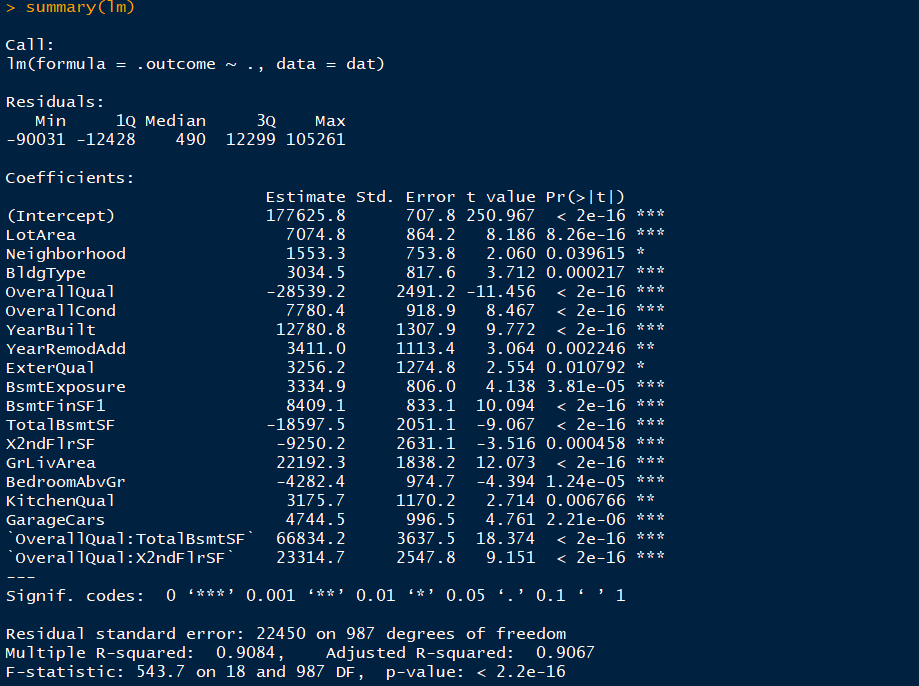 > summary(lm)
Call:
lm(formula = .outcome ~ ., data = dat)
Residuals:
   Min     1Q Median     3Q    Max
-90031 -12428    490  12299 105261
Coefficients:
                          Estimate Std. Error t value Pr(>|t|)
(Intercept)               177625.8      707.8 250.967  < 2e-16 ***
LotArea                     7074.8      864.2   8.186 8.26e-16 ***
Neighborhood                1553.3      753.8   2.060 0.039615 *
BldgType                    3034.5      817.6   3.712 0.000217 ***
OverallQual               -28539.2     2491.2 -11.456  < 2e-16 ***
OverallCond                 7780.4      918.9   8.467  < 2e-16 ***
YearBuilt                  12780.8     1307.9   9.772  < 2e-16 ***
YearRemodAdd                3411.0     1113.4   3.064 0.002246 **
ExterQual                   3256.2     1274.8   2.554 0.010792 *
BsmtExposure                3334.9      806.0   4.138 3.81e-05 ***
BsmtFinSF1                  8409.1      833.1  10.094  < 2e-16 ***
TotalBsmtSF               -18597.5     2051.1  -9.067  < 2e-16 ***
X2ndFlrSF                  -9250.2     2631.1  -3.516 0.000458 ***
GrLivArea                  22192.3     1838.2  12.073  < 2e-16 ***
BedroomAbvGr               -4282.4      974.7  -4.394 1.24e-05 ***
KitchenQual                 3175.7     1170.2   2.714 0.006766 **
GarageCars                  4744.5      996.5   4.761 2.21e-06 ***
`OverallQual:TotalBsmtSF`  66834.2     3637.5  18.374  < 2e-16 ***
`OverallQual:X2ndFlrSF`    23314.7     2547.8   9.151  < 2e-16 ***
---
Signif. codes:  0 ‘***’ 0.001 ‘**’ 0.01 ‘*’ 0.05 ‘.’ 0.1 ‘ ’ 1
Residual standard error: 22450 on 987 degrees of freedom
Multiple R-squared:  0.9084,	Adjusted R-squared:  0.9067
F-statistic: 543.7 on 18 and 987 DF,  p-value: < 2.2e-16